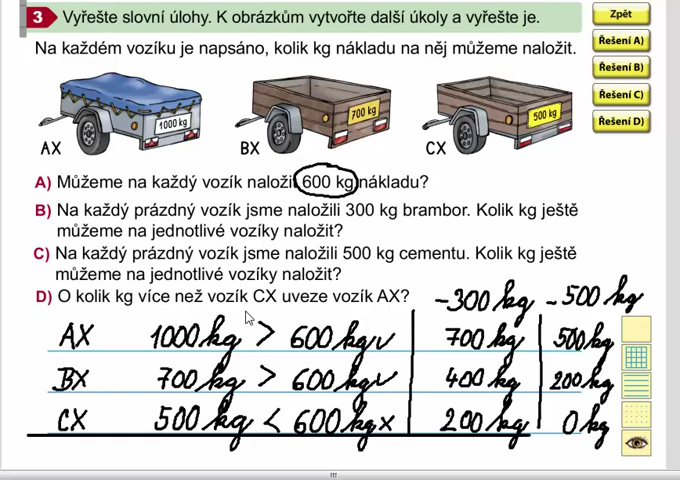 3 Vyřešte slovní úlohy. K obrázkům vytvořte další úkoly a vyřešte je.
Zpět
Řešení A)
Řešení B)
Řešení C)
Řešení D)
Na každém vozíku je napsáno, kolik kg nákladu na něj můžeme naložit.
1000 kg 700 kg 500 kg
AX BX CX
A) Můžeme na každý vozík naložit 600 kg nákladu?
B) Na každý prázdný vozík jsme naložili 300 kg brambor. Kolik kg ještě
můžeme na jednotlivé vozíky naložit?
C) Na každý prázdný vozík jsme naložili 500 kg cementu. Kolik kg ještě
můžeme na jednotlivé vozíky naložit?
D) O kolik kg více než vozík CX uveze vozík AX?
-300 kg -500 kg
AX 1000 kg > 600 kg v 700 kg 500 kg
BX 700 kg > 600 kg v 400 kg 200 kg
CX 500 kg < 600 kg x 200 kg 0 kg